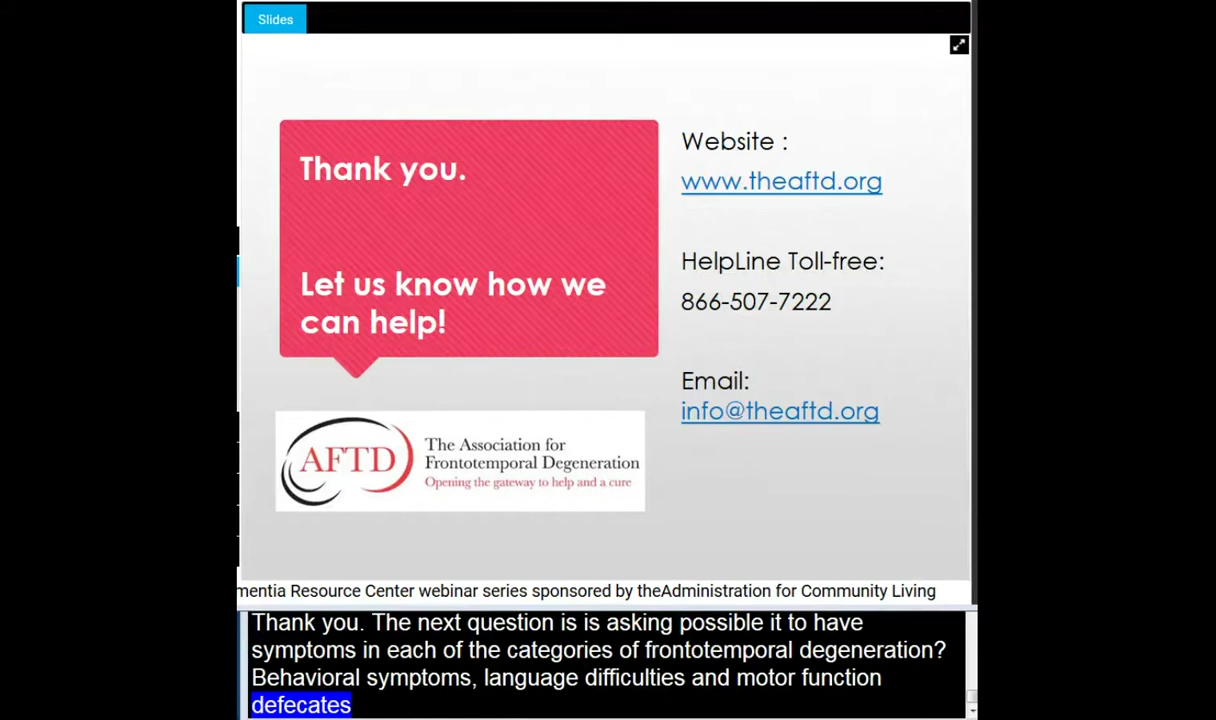 Slides
Thank you.
Let us know how we
can help!
Website :
www.theaftd.org
HelpLine Toll-free:
866-507-7222
Email:
info@theaftd.org
AFTD
The Association for
Frontotemporal Degeneration
Opening the gateway to help and a cure
mentia Resource Center webinar series sponsored by theAdministration for Community Living
Thank you. The next question is is asking possible it to have
symptoms in each of the categories of frontotemporal degeneration?
Behavioral symptoms, language difficulties and motor function
defecates